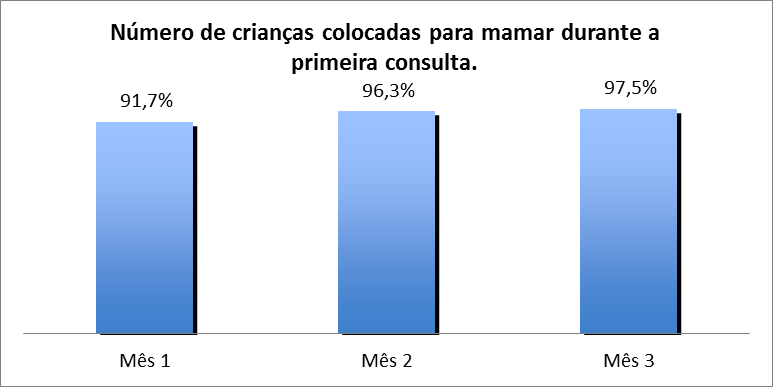 Número de crianças colocadas para mamar durante a
primeira consulta.
91,7%
96,3%
97,5%
Mês 1
Mês 2
Mês 3